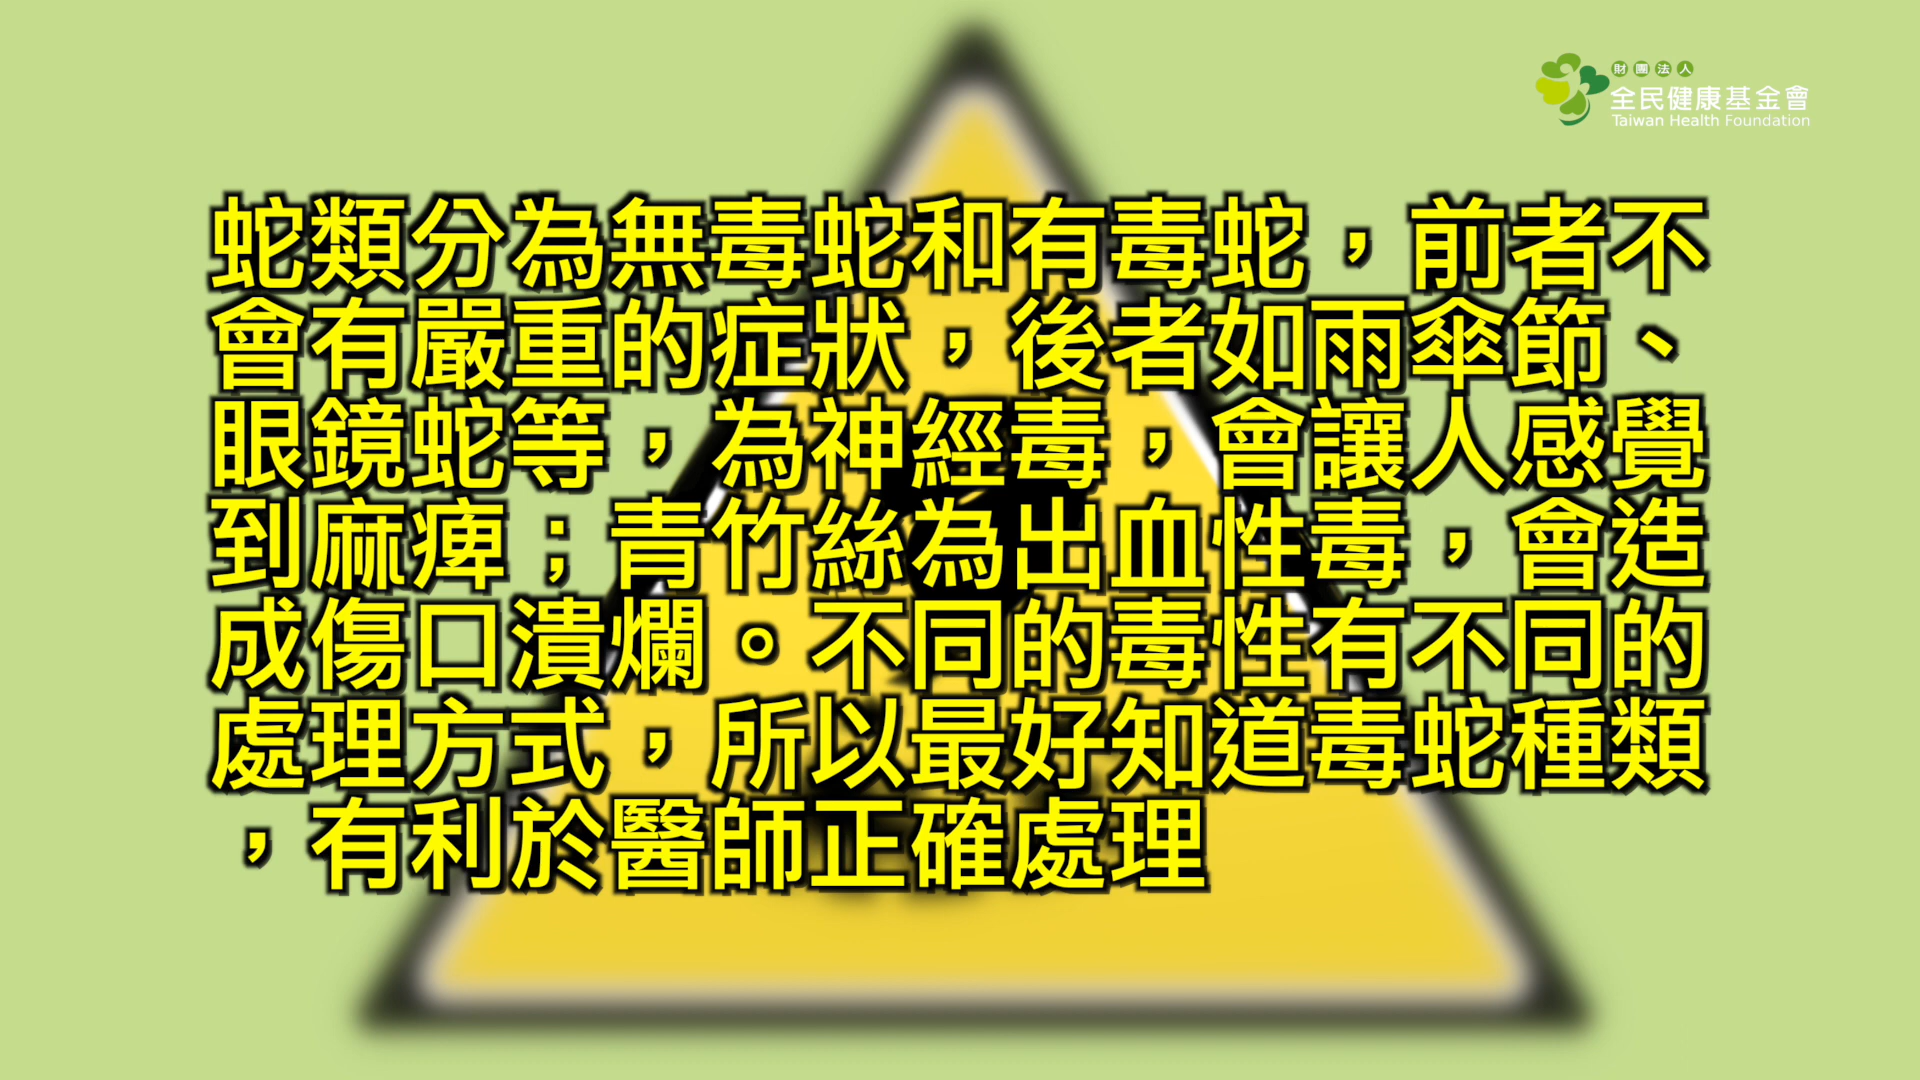 財團法人
全民健康基金會
Taiwan Health Foundation
蛇類分為無毒蛇和有毒蛇，前者不
會有嚴重的症狀，後者如雨傘節、
眼鏡蛇等，為神經毒，會讓人感覺
到麻痺；青竹絲為出血性毒，會造
成傷口潰爛。不同的毒性有不同的
處理方式，所以最好知道毒蛇種類
，有利於醫師正確處理